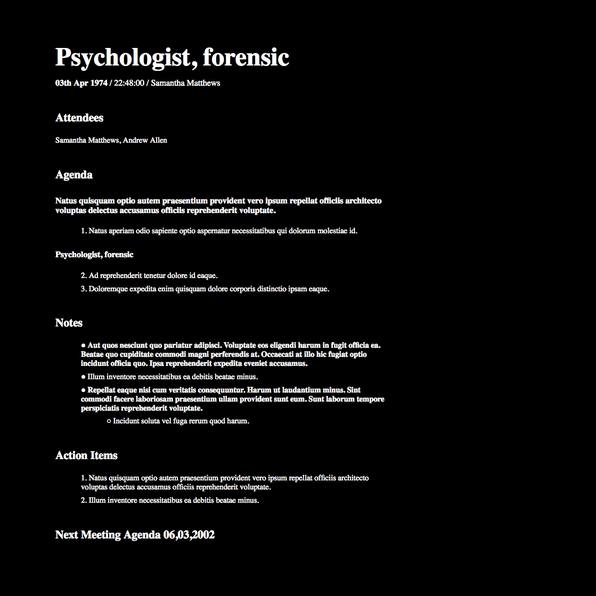 Psychologist, forensic
03th Apr 1974 / 22:48:00 / Samantha Matthews
Attendees
Samantha Matthews, Andrew Allen
Agenda
Natus quisquam optio autem praesentium provident vero ipsum repellat officiis architecto
voluptas delectus accusamus officiis reprehenderit voluptate.
1. Natus aperiam odio sapiente optio aspernatur necessitatibus qui dolorum molestiae id.
Psychologist, forensic
2. Ad reprehenderit tenetur dolore id eaque.
3. Doloremque expedita enim quisquam dolore corporis distinctio ipsam eaque.
Notes
● Aut quos nesciunt quo pariatur adipisci. Voluptate eos eligendi harum in fugit officia ea.
Beatae quo cupiditate commodi magni perferendis at. Occaecati at illo hic fugiat optio
incidunt officia quo. Ipsa reprehenderit expedita eveniet accusamus.
● Illum inventore necessitatibus ea debitis beatae minus.
● Repellat eaque nisi cum veritatis consequuntur. Harum ut laudantium minus. Sint
commodi facere laboriosam praesentium ullam provident sunt eum. Sunt laborum tempore
perspiciatis reprehenderit voluptate.
○ Incidunt soluta vel fuga rerum quod harum.
Action Items
1. Natus quisquam optio autem praesentium provident vero ipsum repellat officiis architecto
voluptas delectus accusamus officiis reprehenderit voluptate.
2. Illum inventore necessitatibus ea debitis beatae minus.
Next Meeting Agenda 06,03,2002